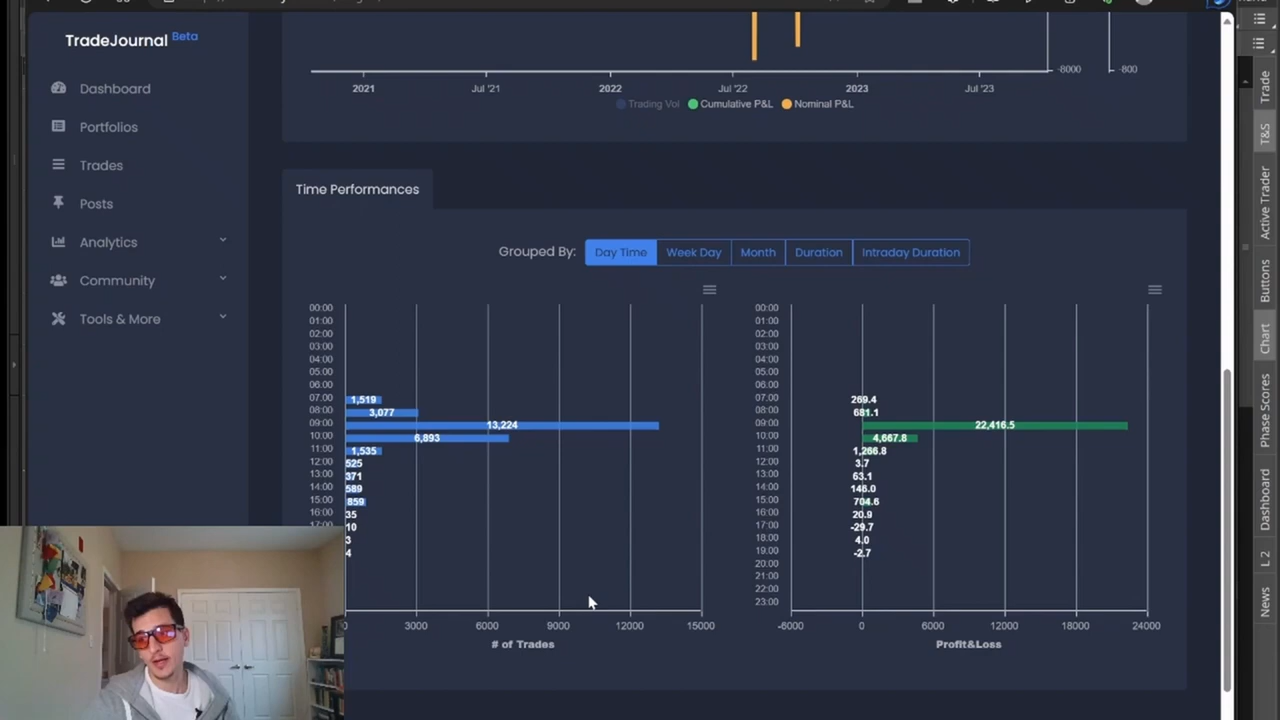 TradeJournal Beta
Dashboard
Portfolios
Trades
Posts
Analytics
Community
Tools & More
-8000
-800
2021
Jul '21
2022
Jul '22
2023
Jul '23
Trading Vol
Cumulative P&L
Nominal P&L
Time Performances
Grouped By:
Day Time
Week Day
Month
Duration
Intraday Duration
00:00
01:00
02:00
03:00
04:00
05:00
06:00
07:00 1,519
08:00 3,077
09:00 13,224
10:00 6,893
11:00 1,535
12:00 525
13:00 371
14:00 589
15:00 859
16:00 35
17:00 10
3
4
0 3000 6000 9000 12000 15000
# of Trades
00:00
01:00
02:00
03:00
04:00
05:00
06:00
07:00 269.4
08:00 681.1
09:00 22,416.5
10:00 4,667.8
11:00 1,266.8
12:00 3.7
13:00 63.1
14:00 146.0
15:00 704.6
16:00 20.9
17:00 -29.7
18:00 4.0
19:00 -2.7
20:00
21:00
22:00
23:00
-6000 0 6000 12000 18000 24000
Profit&Loss
Trade
T&S
Active Trader
Buttons
Chart
Phase Scores
Dashboard
L 2
News